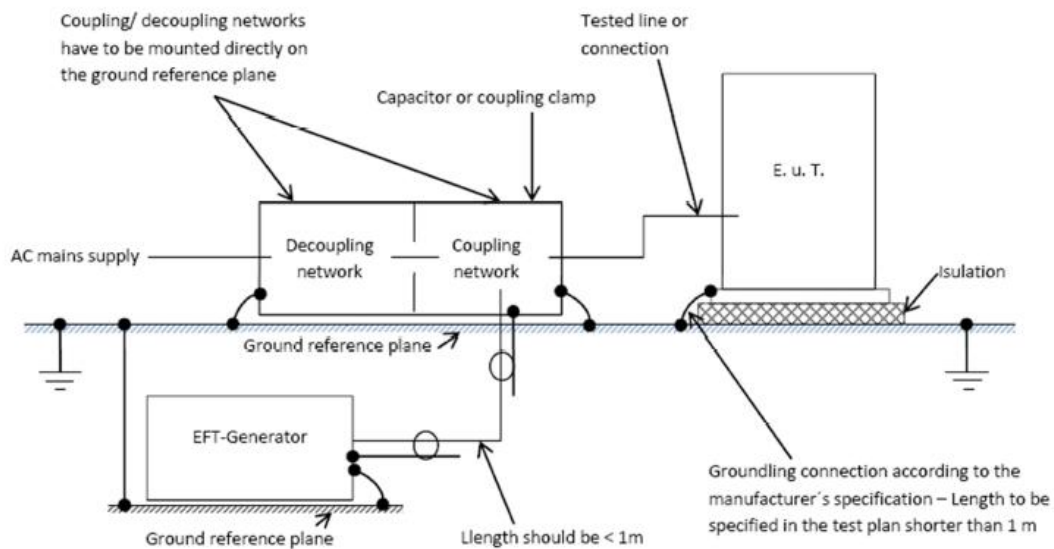 Coupling/ decoupling networks
have to be mounted directly on
the ground reference plane
Tested line or
connection
Capacitor or coupling clamp
E. u. T.
AC mains supply
Decoupling
network
Coupling
network
Isulation
Ground reference plane
EFT-Generator
Groundling connection according to the
manufacturer´s specification – Length to be
specified in the test plan shorter than 1 m
Ground reference plane
Llength should be < 1m